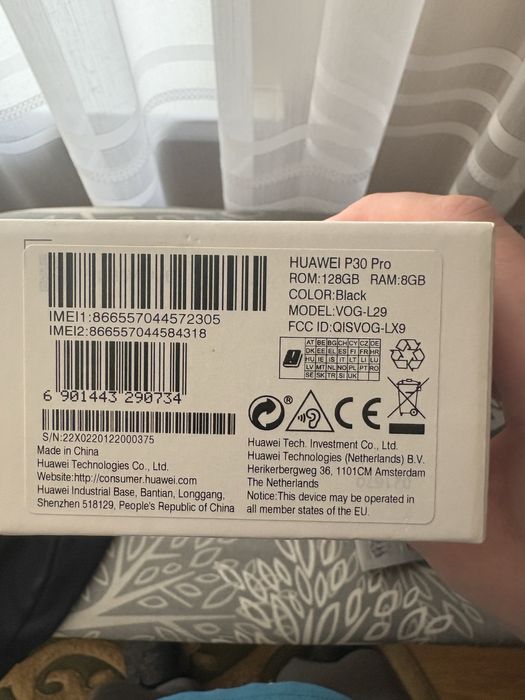 HUAWEI P30 Pro
ROM:128GB RAM:8GB
COLOR:Black
MODEL:VOG-L29
FCC ID:QISVOG-LX9
IMEI1:866557044572305
IMEI2:866557044584318
6 901443 290734
AT BE BG CH CY CZ DE
DK EE EL ES FI FR HR
HU IE IS IT LT LI LU
LV MT NL NO PL PT RO
SE SK TR SI UK
CE
S/N:22X0220122000375
Made in China
Huawei Technologies Co., Ltd.
Website:http://consumer.huawei.com
Huawei Industrial Base, Bantian, Longgang,
Shenzhen 518129, People's Republic of China
Huawei Tech. Investment Co., Ltd.
Huawei Technologies (Netherlands) B.V.
Herikerbergweg 36, 1101CM Amsterdam
The Netherlands
Notice:This device may be operated in
all member states of the EU.